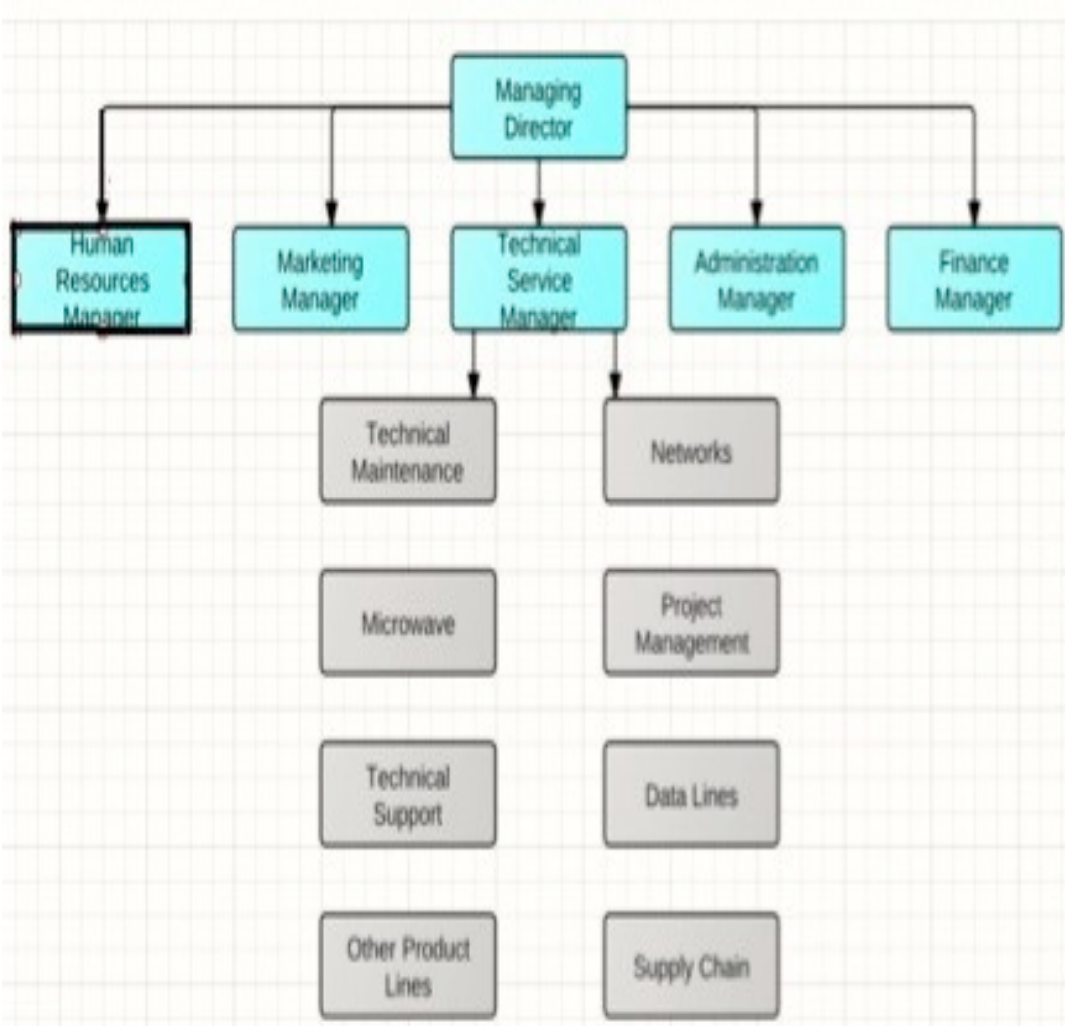 Managing
Director
Human
Resources
Manager
Marketing
Manager
Technical
Service
Manager
Administration
Manager
Finance
Manager
Technical
Maintenance
Networks
Microwave
Project
Management
Technical
Support
Data Lines
Other Product
Lines
Supply Chain